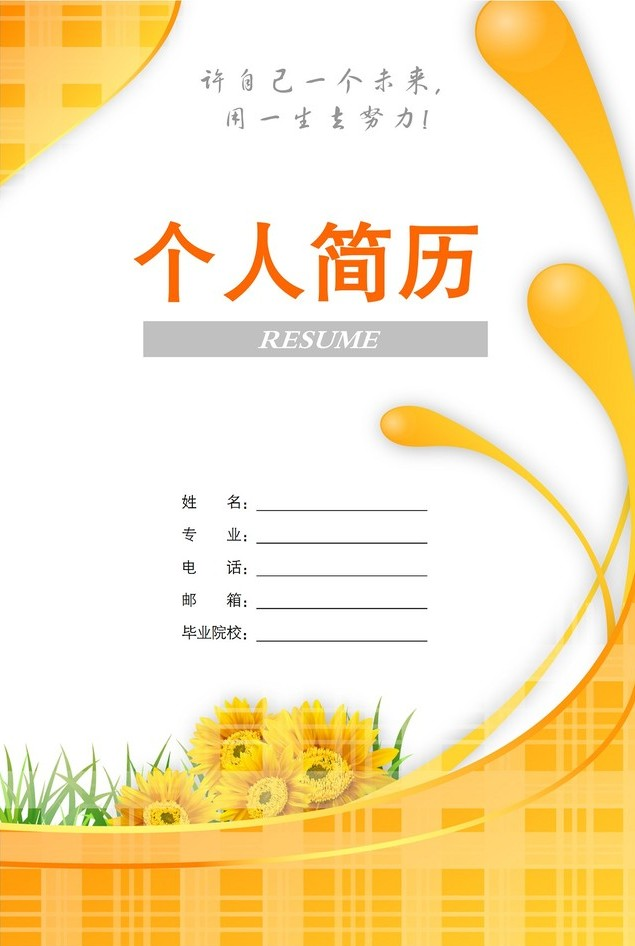 许自己一个未来,
用一生去努力!
个人简历
RESUME
姓 名:
专 业:
电 话:
邮 箱:
毕业院校: